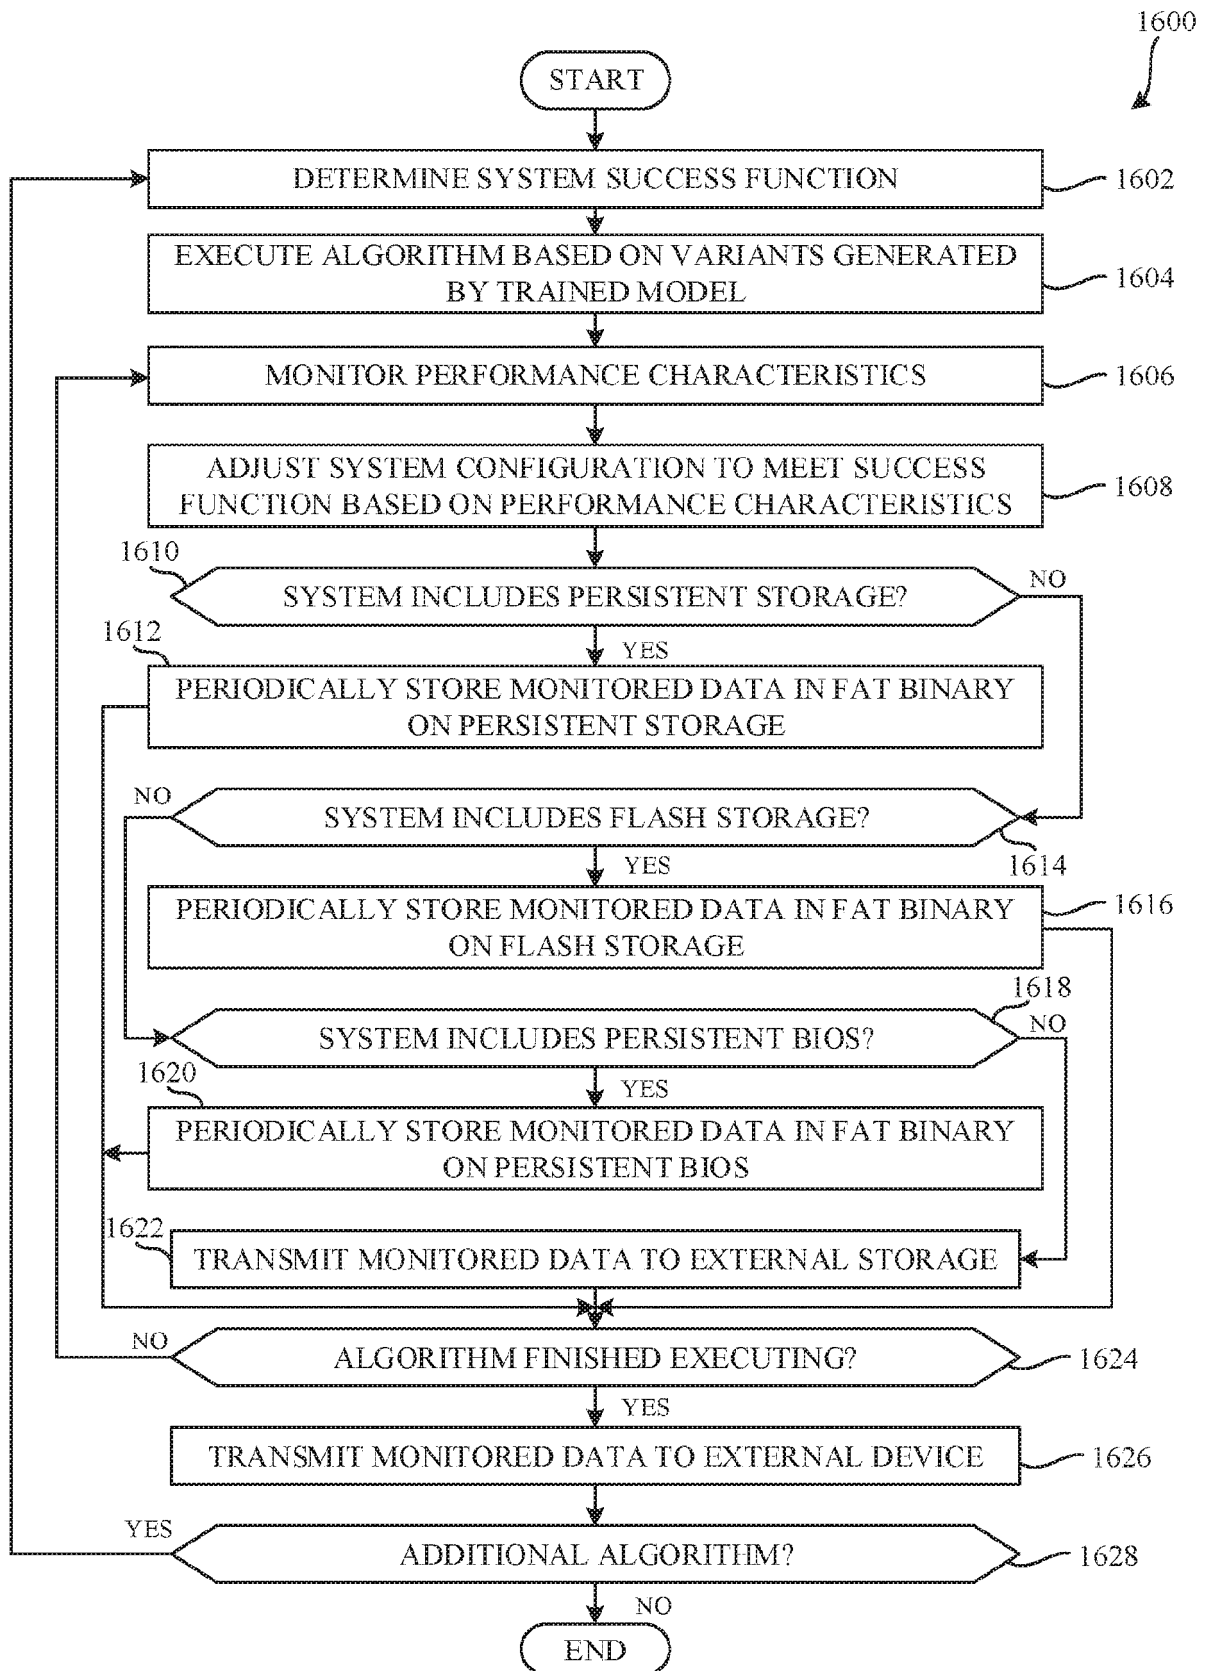 1600
START
DETERMINE SYSTEM SUCCESS FUNCTION
1602
EXECUTE ALGORITHM BASED ON VARIANTS GENERATED
BY TRAINED MODEL
1604
MONITOR PERFORMANCE CHARACTERISTICS
1606
ADJUST SYSTEM CONFIGURATION TO MEET SUCCESS
FUNCTION BASED ON PERFORMANCE CHARACTERISTICS
1608
1610
SYSTEM INCLUDES PERSISTENT STORAGE?
NO
YES
1612
PERIODICALLY STORE MONITORED DATA IN FAT BINARY
ON PERSISTENT STORAGE
NO
SYSTEM INCLUDES FLASH STORAGE?
1614
YES
PERIODICALLY STORE MONITORED DATA IN FAT BINARY
ON FLASH STORAGE
1616
1618
SYSTEM INCLUDES PERSISTENT BIOS?
NO
YES
1620
PERIODICALLY STORE MONITORED DATA IN FAT BINARY
ON PERSISTENT BIOS
1622
TRANSMIT MONITORED DATA TO EXTERNAL STORAGE
NO
ALGORITHM FINISHED EXECUTING?
1624
YES
TRANSMIT MONITORED DATA TO EXTERNAL DEVICE
1626
YES
ADDITIONAL ALGORITHM?
1628
NO
END